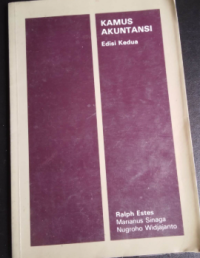 KAMUS
AKUNTANSI
Edisi Kedua
Ralph Estes
Marianus Sinaga
Nugroho Widjajanto